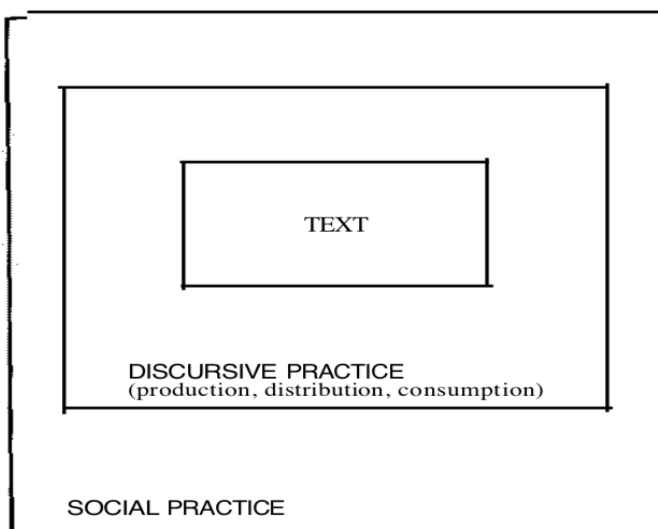 TEXT
DISCURSIVE PRACTICE
(production, distribution, consumption)
SOCIAL PRACTICE